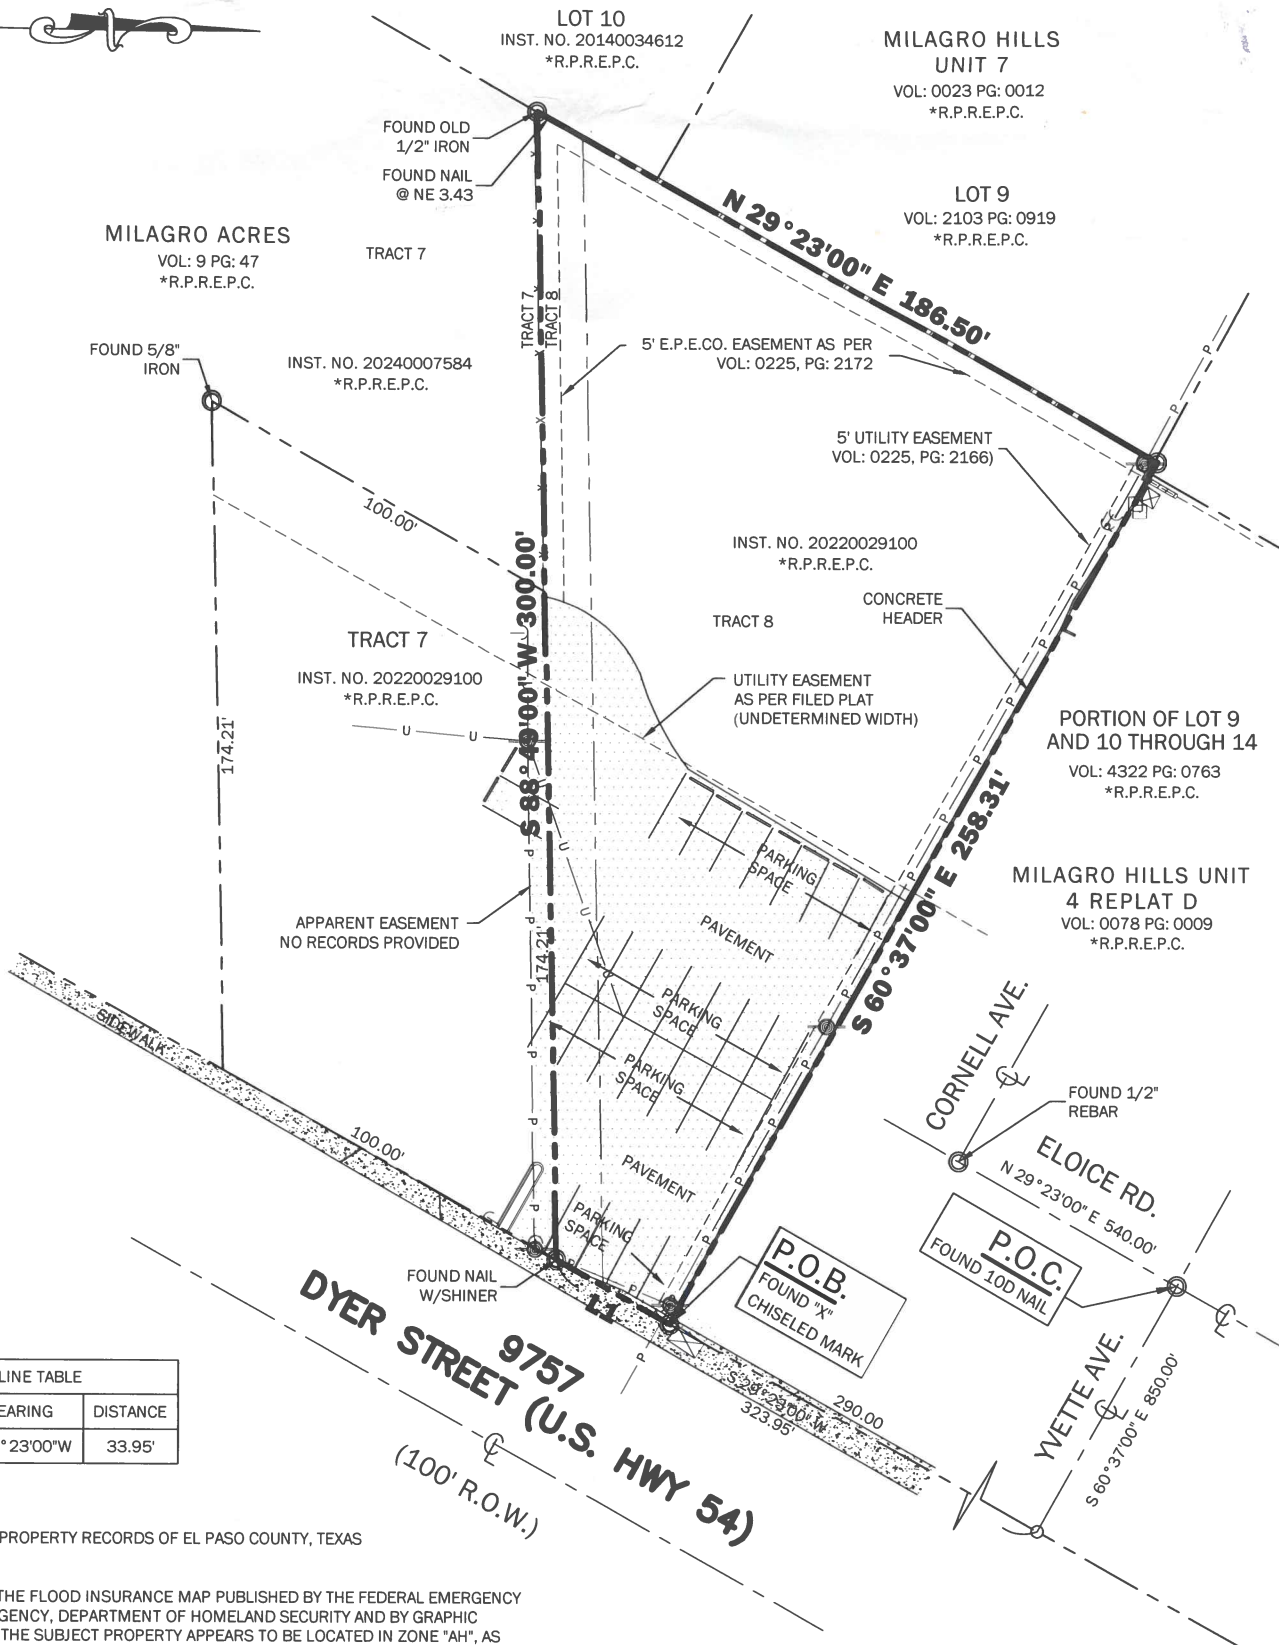 LOT 10
INST. NO. 20140034612
*R.P.R.E.P.C.
MILAGRO HILLS
UNIT 7
VOL: 0023 PG: 0012
*R.P.R.E.P.C.
FOUND OLD
1/2" IRON
FOUND NAIL
@ NE 3.43
N 29°23'00" E 186.50'
LOT 9
VOL: 2103 PG: 0919
*R.P.R.E.P.C.
MILAGRO ACRES
VOL: 9 PG: 47
*R.P.R.E.P.C.
TRACT 7
TRACT 7
TRACT 8
FOUND 5/8"
IRON
INST. NO. 20240007584
*R.P.R.E.P.C.
5' E.P.E.CO. EASEMENT AS PER
VOL: 0225, PG: 2172
5' UTILITY EASEMENT
VOL: 0225, PG: 2166)
100.00'
S 88°49'00" W 300.00'
INST. NO. 20220029100
*R.P.R.E.P.C.
CONCRETE
HEADER
TRACT 8
TRACT 7
INST. NO. 20220029100
*R.P.R.E.P.C.
UTILITY EASEMENT
AS PER FILED PLAT
(UNDETERMINED WIDTH)
174.21'
PORTION OF LOT 9
AND 10 THROUGH 14
VOL: 4322 PG: 0763
*R.P.R.E.P.C.
S 60°37'00" E 258.31'
PARKING
SPACE
MILAGRO HILLS UNIT
4 REPLAT D
VOL: 0078 PG: 0009
*R.P.R.E.P.C.
APPARENT EASEMENT
NO RECORDS PROVIDED
174.21'
PAVEMENT
PARKING
SPACE
PARKING
SPACE
SIDEWALK
CORNELL AVE.
FOUND 1/2"
REBAR
100.00'
ELOICE RD.
N 29°23'00" E 540.00'
PAVEMENT
PARKING
SPACE
P.O.B.
FOUND "X"
CHISELED MARK
P.O.C.
FOUND 10D NAIL
FOUND NAIL
W/SHINER
L1
9757
DYER STREET (U.S. HWY 54)
(100' R.O.W.)
S 29°23'00" W
323.95'
290.00
YVETTE AVE.
S 60°37'00" E 850.00'
LINE TABLE
EARING DISTANCE
°23'00"W 33.95'
PROPERTY RECORDS OF EL PASO COUNTY, TEXAS
THE FLOOD INSURANCE MAP PUBLISHED BY THE FEDERAL EMERGENCY
GENCY, DEPARTMENT OF HOMELAND SECURITY AND BY GRAPHIC
THE SUBJECT PROPERTY APPEARS TO BE LOCATED IN ZONE "AH", AS